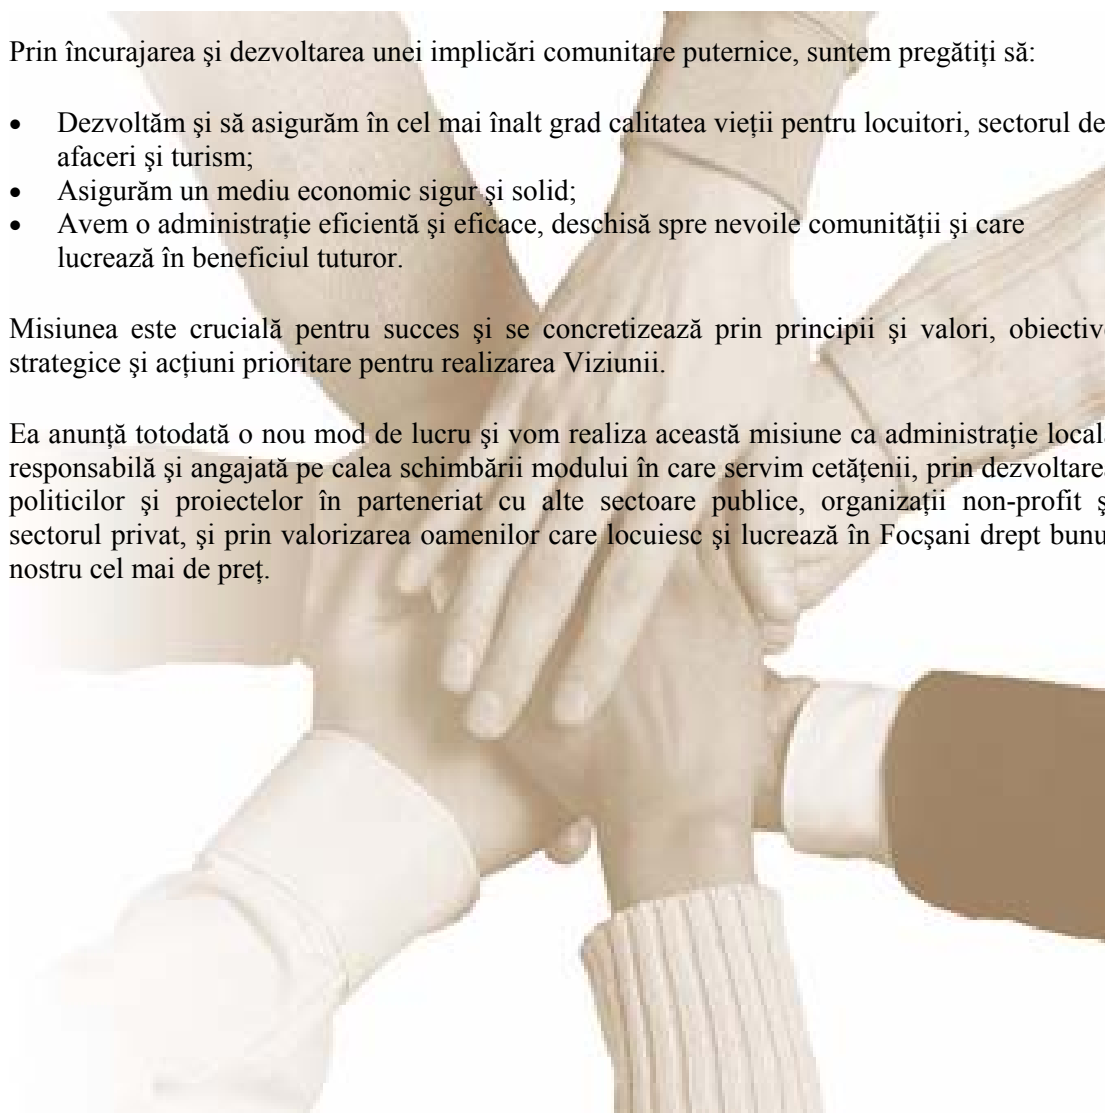 Prin încurajarea şi dezvoltarea unei implicări comunitare puternice, suntem pregătiţi să:
• Dezvoltăm şi să asigurăm în cel mai înalt grad calitatea vieţii pentru locuitori, sectorul de
afaceri şi turism;
• Asigurăm un mediu economic sigur şi solid;
• Avem o administraţie eficientă şi eficace, deschisă spre nevoile comunităţii şi care
lucrează în beneficiul tuturor.
Misiunea este crucială pentru succes şi se concretizează prin principii şi valori, obiectiv
strategice şi acţiuni prioritare pentru realizarea Viziunii.
Ea anunţă totodată o nou mod de lucru şi vom realiza această misiune ca administraţie local
responsabilă şi angajată pe calea schimbării modului în care servim cetăţenii, prin dezvoltarea
politicilor şi proiectelor în parteneriat cu alte sectoare publice, organizaţii non-profit ş
sectorul privat, şi prin valorizarea oamenilor care locuiesc şi lucrează în Focşani drept bunu
nostru cel mai de preţ.